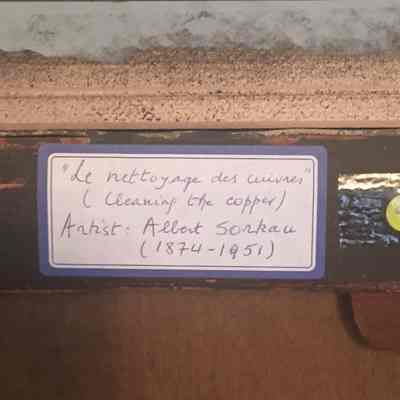 "Le nettoyage des cuivres"
( Cleaning the copper)
Artist: Albert Sorkau
(1874-1951)